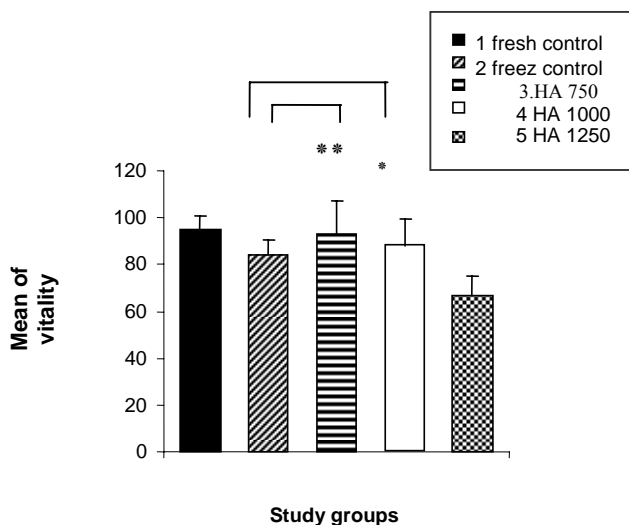 1 fresh control
2 freez control
3.HA 750
4 HA 1000
5 HA 1250
**
*
120
100
80
60
40
20
0
Mean of
vitality
Study groups